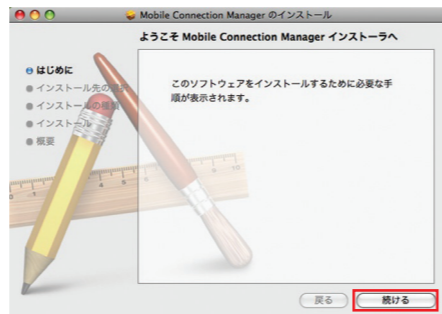 Mobile Connection Manager のインストール
ようこそ Mobile Connection Manager インストーラへ
はじめに
インストール先の選択
インストールの種類
インストール
概要
このソフトウェアをインストールするために必要な手
順が表示されます。
戻る
続ける